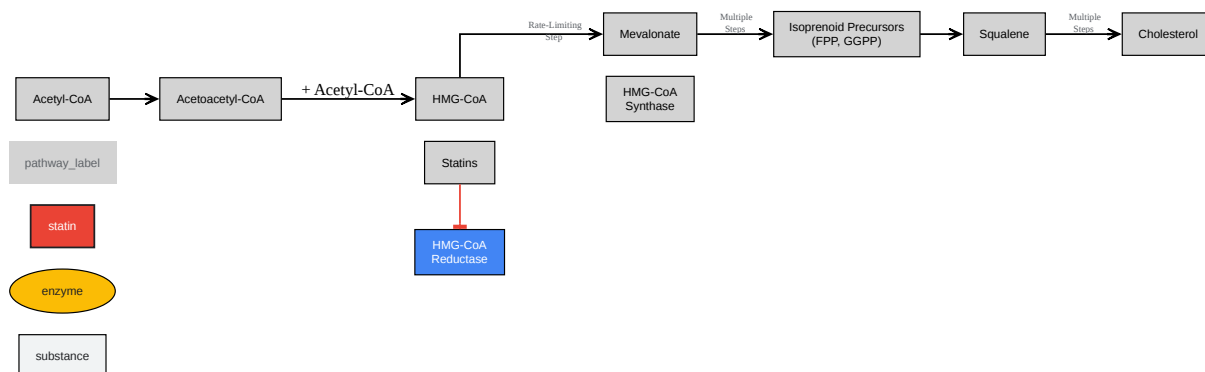 Rate-Limiting
Step
Mevalonate
Multiple
Steps
Isoprenoid Precursors
(FPP, GGPP)
Squalene
Multiple
Steps
Cholesterol
Acetyl-CoA
Acetoacetyl-CoA
+ Acetyl-CoA
HMG-CoA
HMG-CoA
Synthase
pathway_label
Statins
statin
HMG-CoA
Reductase
enzyme
substance